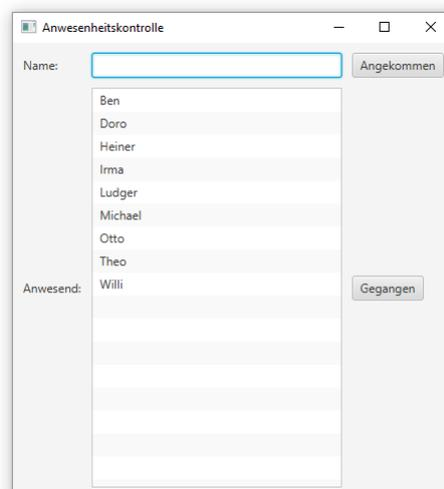 Anwesenheitskontrolle
Name:
Angekommen
Ben
Doro
Heiner
Irma
Ludger
Michael
Otto
Theo
Willi
Anwesend:
Gegangen